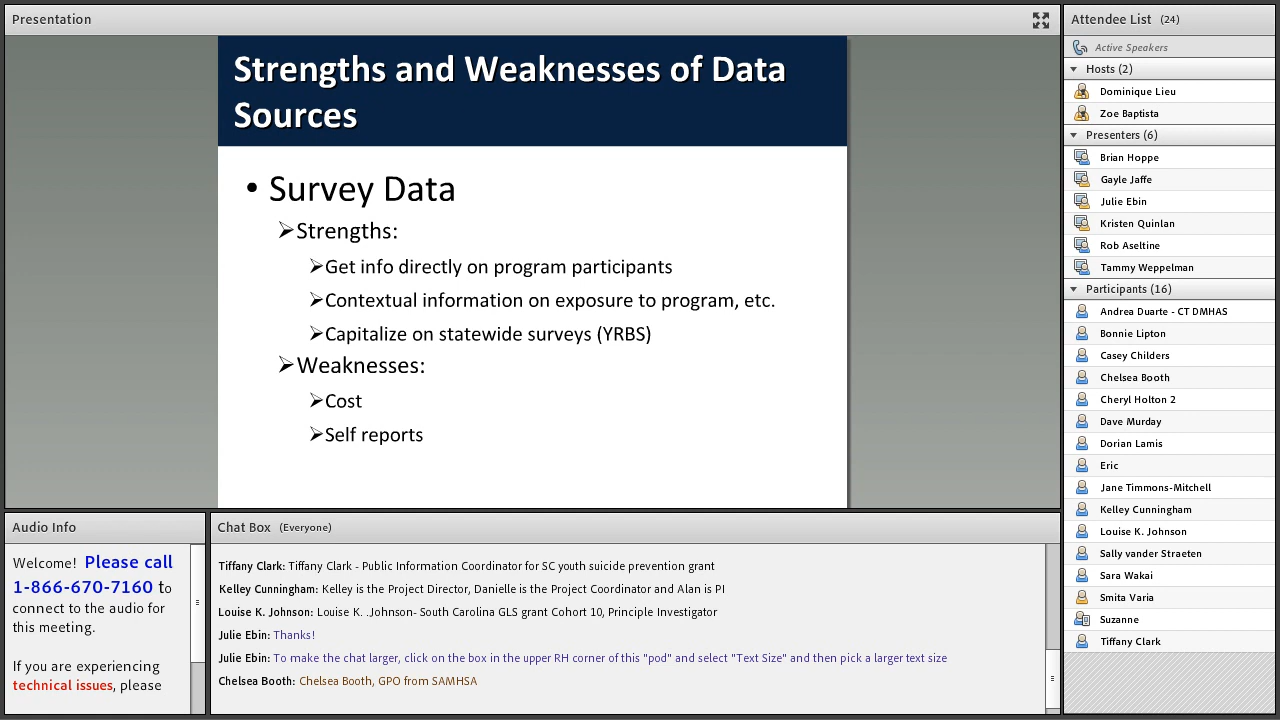 Presentation
Strengths and Weaknesses of Data
Sources
• Survey Data
➢Strengths:
➢Get info directly on program participants
➢Contextual information on exposure to program, etc.
➢Capitalize on statewide surveys (YRBS)
➢Weaknesses:
➢Cost
➢Self reports
Audio Info
Welcome! Please call
1-866-670-7160 to
connect to the audio for
this meeting.
If you are experiencing
technical issues, please
Chat Box (Everyone)
Tiffany Clark: Tiffany Clark - Public Information Coordinator for SC youth suicide prevention grant
Kelley Cunningham: Kelley is the Project Director, Danielle is the Project Coordinator and Alan is PI
Louise K. Johnson: Louise K. .Johnson- South Carolina GLS grant Cohort 10, Principle Investigator
Julie Ebin: Thanks!
Julie Ebin: To make the chat larger, click on the box in the upper RH corner of this "pod" and select "Text Size" and then pick a larger text size
Chelsea Booth: Chelsea Booth, GPO from SAMHSA
Attendee List (24)
Active Speakers
Hosts (2)
Dominique Lieu
Zoe Baptista
Presenters (6)
Brian Hoppe
Gayle Jaffe
Julie Ebin
Kristen Quinlan
Rob Aseltine
Tammy Weppelman
Participants (16)
Andrea Duarte - CT DMHAS
Bonnie Lipton
Casey Childers
Chelsea Booth
Cheryl Holton 2
Dave Murday
Dorian Lamis
Eric
Jane Timmons-Mitchell
Kelley Cunningham
Louise K. Johnson
Sally vander Straeten
Sara Wakai
Smita Varia
Suzanne
Tiffany Clark